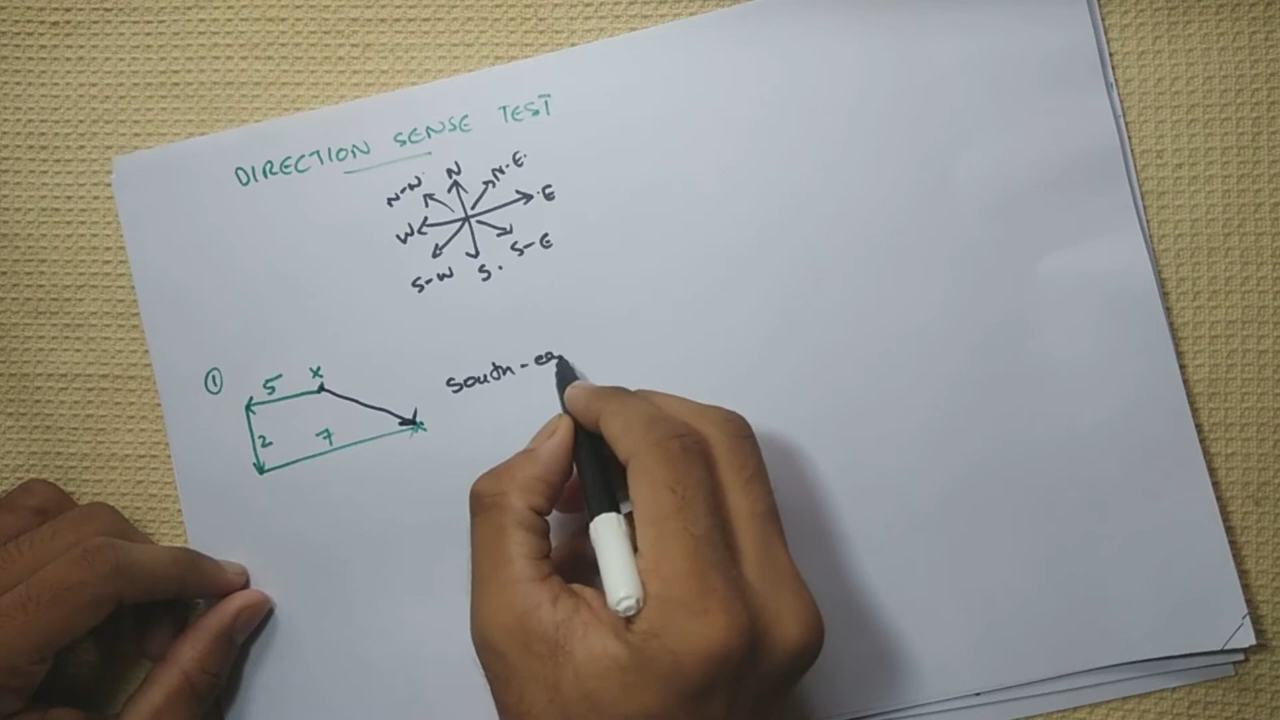 DIRECTION SENSE TEST
N-W. N N.E.
W .E
S-W S. S-E
① 5 X South-ea
2 7